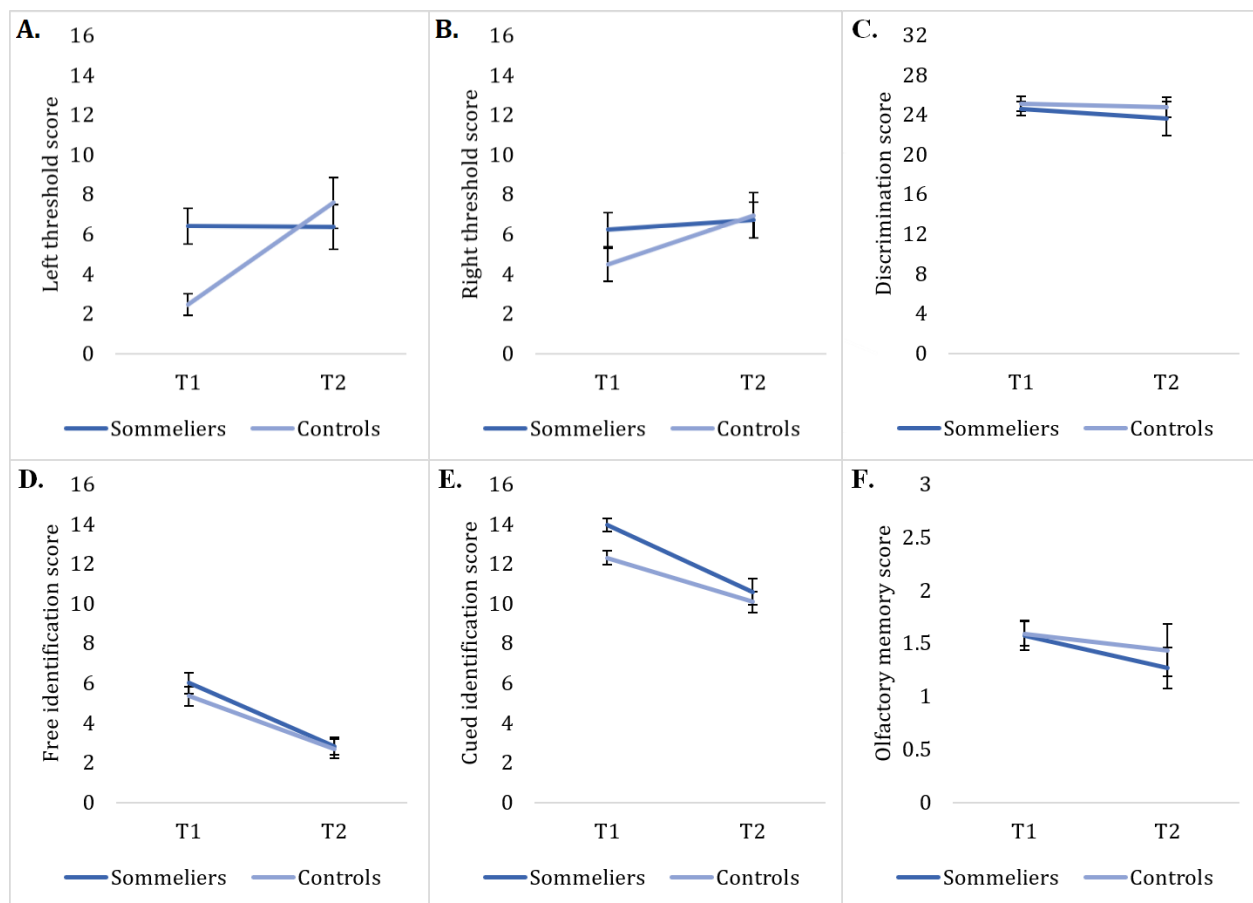 A.
Left threshold score
16
14
12
10
8
6
4
2
0
T1 T2
Sommeliers Controls
B.
Right threshold score
16
14
12
10
8
6
4
2
0
T1 T2
Sommeliers Controls
C.
Discrimination score
32
28
24
20
16
12
8
4
0
T1 T2
Sommeliers Controls
D.
Free identification score
16
14
12
10
8
6
4
2
0
T1 T2
Sommeliers Controls
E.
Cued identification score
16
14
12
10
8
6
4
2
0
T1 T2
Sommeliers Controls
F.
Olfactory memory score
3
2.5
2
1.5
1
0.5
0
T1 T2
Sommeliers Controls